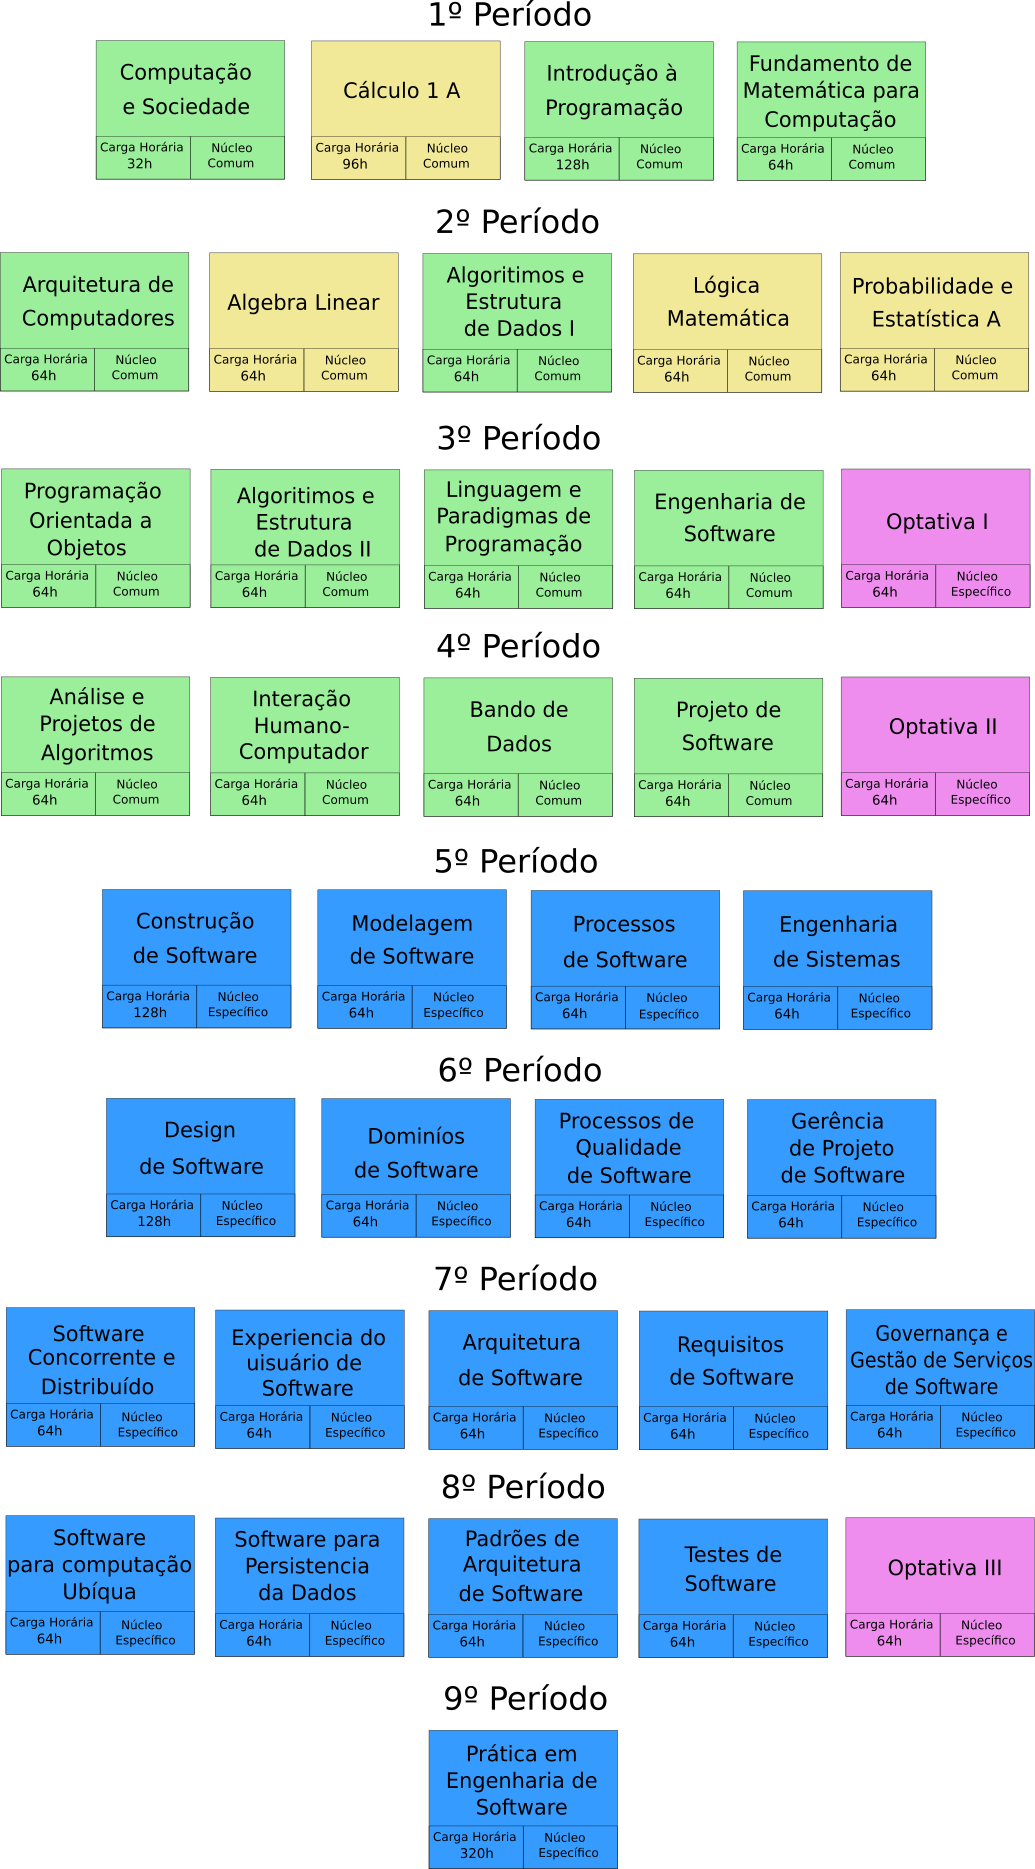 1º Período
Computação
e Sociedade
Carga Horária
32h
Núcleo
Comum
Cálculo 1 A
Carga Horária
96h
Núcleo
Comum
Introdução à
Programação
Carga Horária
128h
Núcleo
Comum
Fundamento de
Matemática para
Computação
Carga Horária
64h
Núcleo
Comum
2º Período
Arquitetura de
Computadores
Carga Horária
64h
Núcleo
Comum
Algebra Linear
Carga Horária
64h
Núcleo
Comum
Algoritimos e
Estrutura
de Dados I
Carga Horária
64h
Núcleo
Comum
Lógica
Matemática
Carga Horária
64h
Núcleo
Comum
Probabilidade e
Estatística A
Carga Horária
64h
Núcleo
Comum
3º Período
Programação
Orientada a
Objetos
Carga Horária
64h
Núcleo
Comum
Algoritimos e
Estrutura
de Dados II
Carga Horária
64h
Núcleo
Comum
Linguagem e
Paradigmas de
Programação
Carga Horária
64h
Núcleo
Comum
Engenharia de
Software
Carga Horária
64h
Núcleo
Comum
Optativa I
Carga Horária
64h
Núcleo
Específico
4º Período
Análise e
Projetos de
Algoritmos
Carga Horária
64h
Núcleo
Comum
Interação
Humano-
Computador
Carga Horária
64h
Núcleo
Comum
Bando de
Dados
Carga Horária
64h
Núcleo
Comum
Projeto de
Software
Carga Horária
64h
Núcleo
Comum
Optativa II
Carga Horária
64h
Núcleo
Específico
5º Período
Construção
de Software
Carga Horária
128h
Núcleo
Específico
Modelagem
de Software
Carga Horária
64h
Núcleo
Específico
Processos
de Software
Carga Horária
64h
Núcleo
Específico
Engenharia
de Sistemas
Carga Horária
64h
Núcleo
Específico
6º Período
Design
de Software
Carga Horária
128h
Núcleo
Específico
Dominíos
de Software
Carga Horária
64h
Núcleo
Específico
Processos de
Qualidade
de Software
Carga Horária
64h
Núcleo
Específico
Gerência
de Projeto
de Software
Carga Horária
64h
Núcleo
Específico
7º Período
Software
Concorrente e
Distribuído
Carga Horária
64h
Núcleo
Específico
Experiencia do
uisuário de
Software
Carga Horária
64h
Núcleo
Específico
Arquitetura
de Software
Carga Horária
64h
Núcleo
Específico
Requisitos
de Software
Carga Horária
64h
Núcleo
Específico
Governança e
Gestão de Serviços
de Software
Carga Horária
64h
Núcleo
Específico
8º Período
Software
para computação
Ubíqua
Carga Horária
64h
Núcleo
Específico
Software para
Persistencia
da Dados
Carga Horária
64h
Núcleo
Específico
Padrões de
Arquitetura
de Software
Carga Horária
64h
Núcleo
Específico
Testes de
Software
Carga Horária
64h
Núcleo
Específico
Optativa III
Carga Horária
64h
Núcleo
Específico
9º Período
Prática em
Engenharia de
Software
Carga Horária
320h
Núcleo
Específico